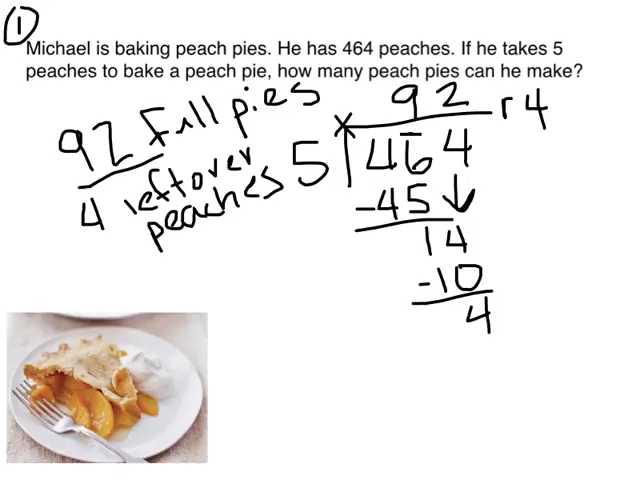 1
Michael is baking peach pies. He has 464 peaches. If he takes 5
peaches to bake a peach pie, how many peach pies can he make?
92 full pies
4 leftover
peaches
92 r4
5 464
-45
14
-10
4